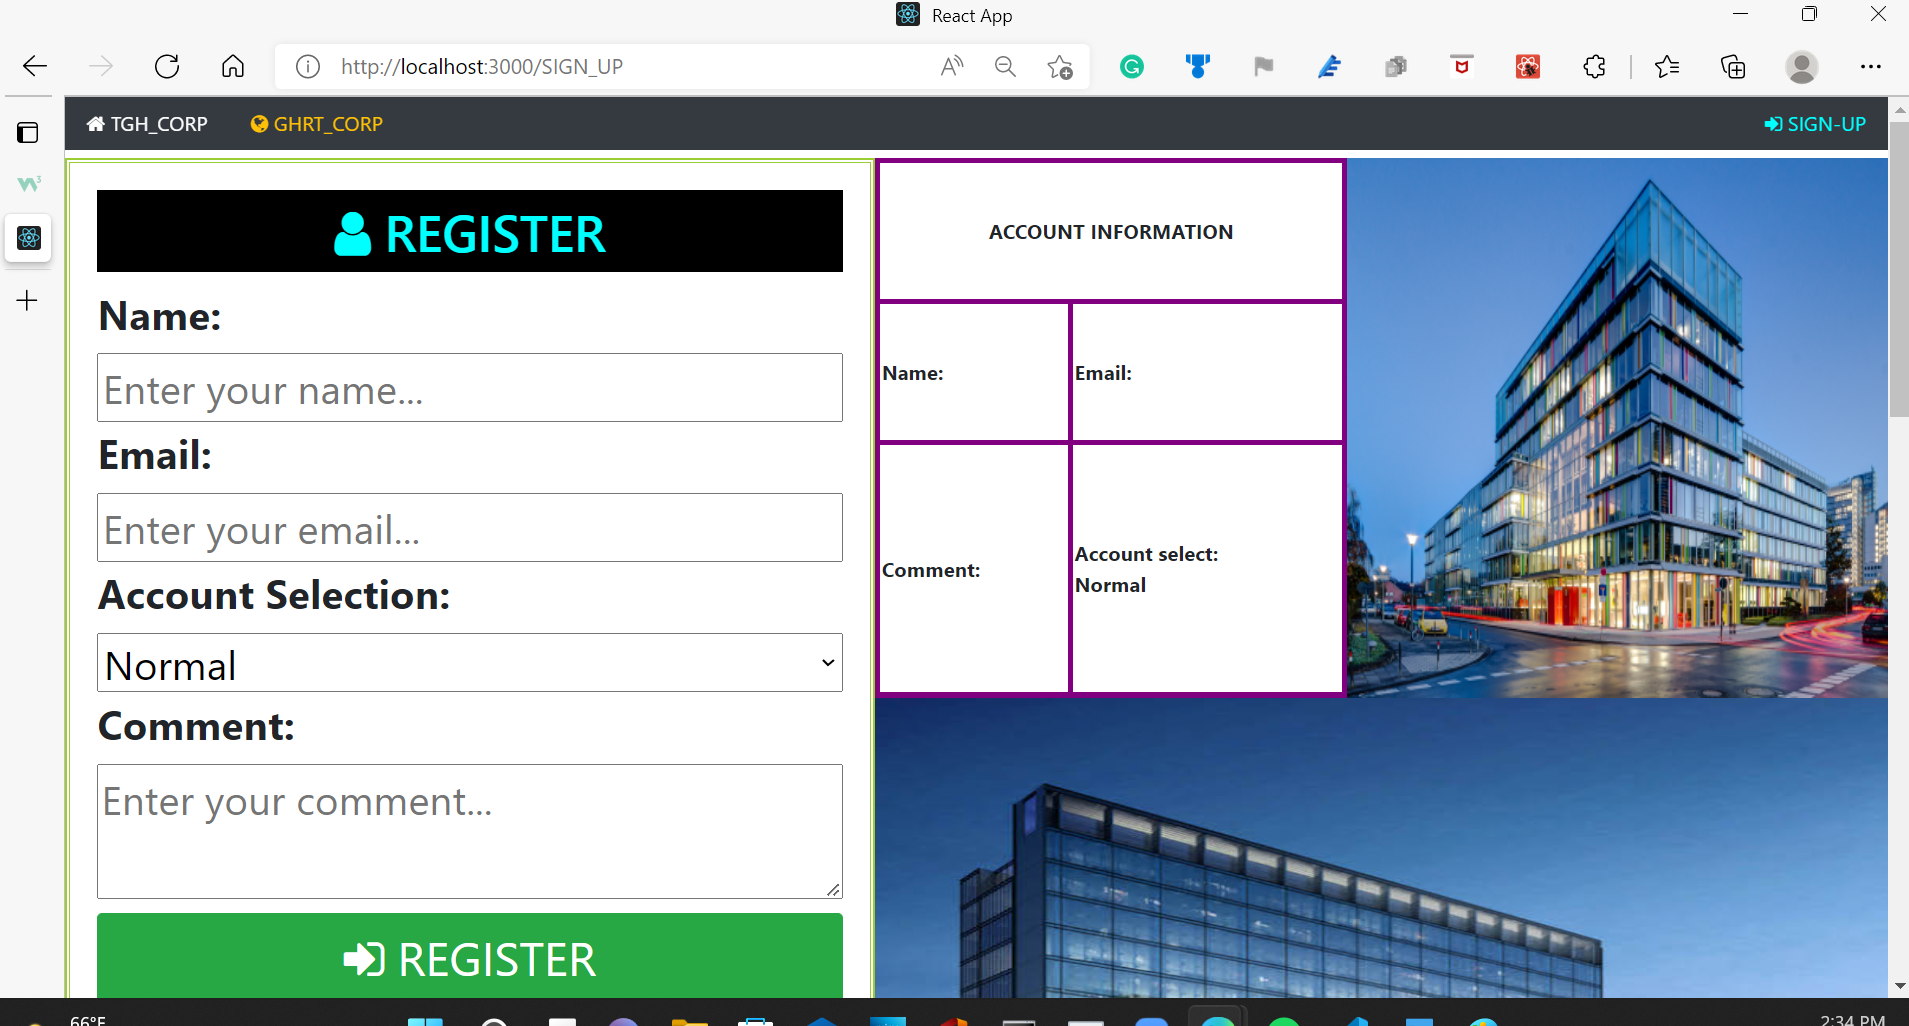 React App
http://localhost:3000/SIGN_UP
TGH_CORP
GHRT_CORP
SIGN-UP
REGISTER
Name:
Enter your name...
Email:
Enter your email...
Account Selection:
Normal
Comment:
Enter your comment...
REGISTER
ACCOUNT INFORMATION
Name:
Email:
Comment:
Account select:
Normal
66°F
2:34 PM